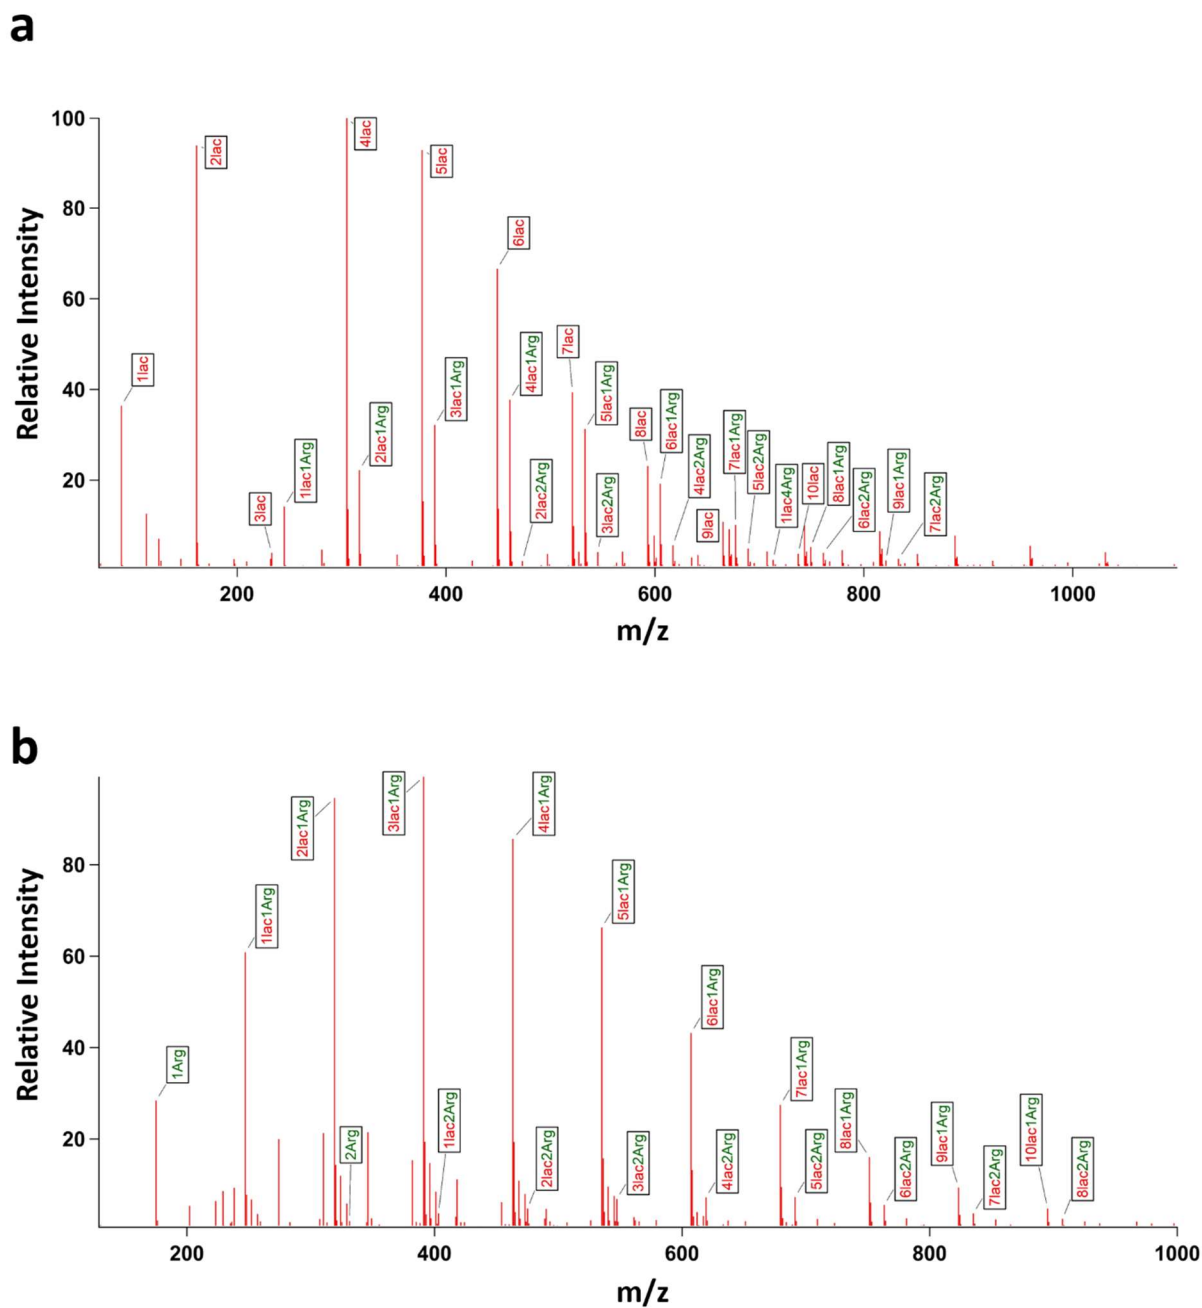 a
Relative Intensity
100
80
60
40
20
1lac
2lac
3lac
1lac1Arg
4lac
2lac1Arg
5lac
3lac1Arg
6lac
4lac1Arg
2lac2Arg
7lac
5lac1Arg
3lac2Arg
8lac
6lac1Arg
4lac2Arg
9lac
7lac1Arg
5lac2Arg
1lac4Arg
10lac
8lac1Arg
6lac2Arg
9lac1Arg
7lac2Arg
200
400
600
800
1000
m/z
b
Relative Intensity
80
60
40
20
1Arg
1lac1Arg
2lac1Arg
2Arg
3lac1Arg
1lac2Arg
4lac1Arg
2lac2Arg
5lac1Arg
3lac2Arg
6lac1Arg
4lac2Arg
7lac1Arg
5lac2Arg
8lac1Arg
6lac2Arg
9lac1Arg
7lac2Arg
10lac1Arg
8lac2Arg
200
400
600
800
1000
m/z